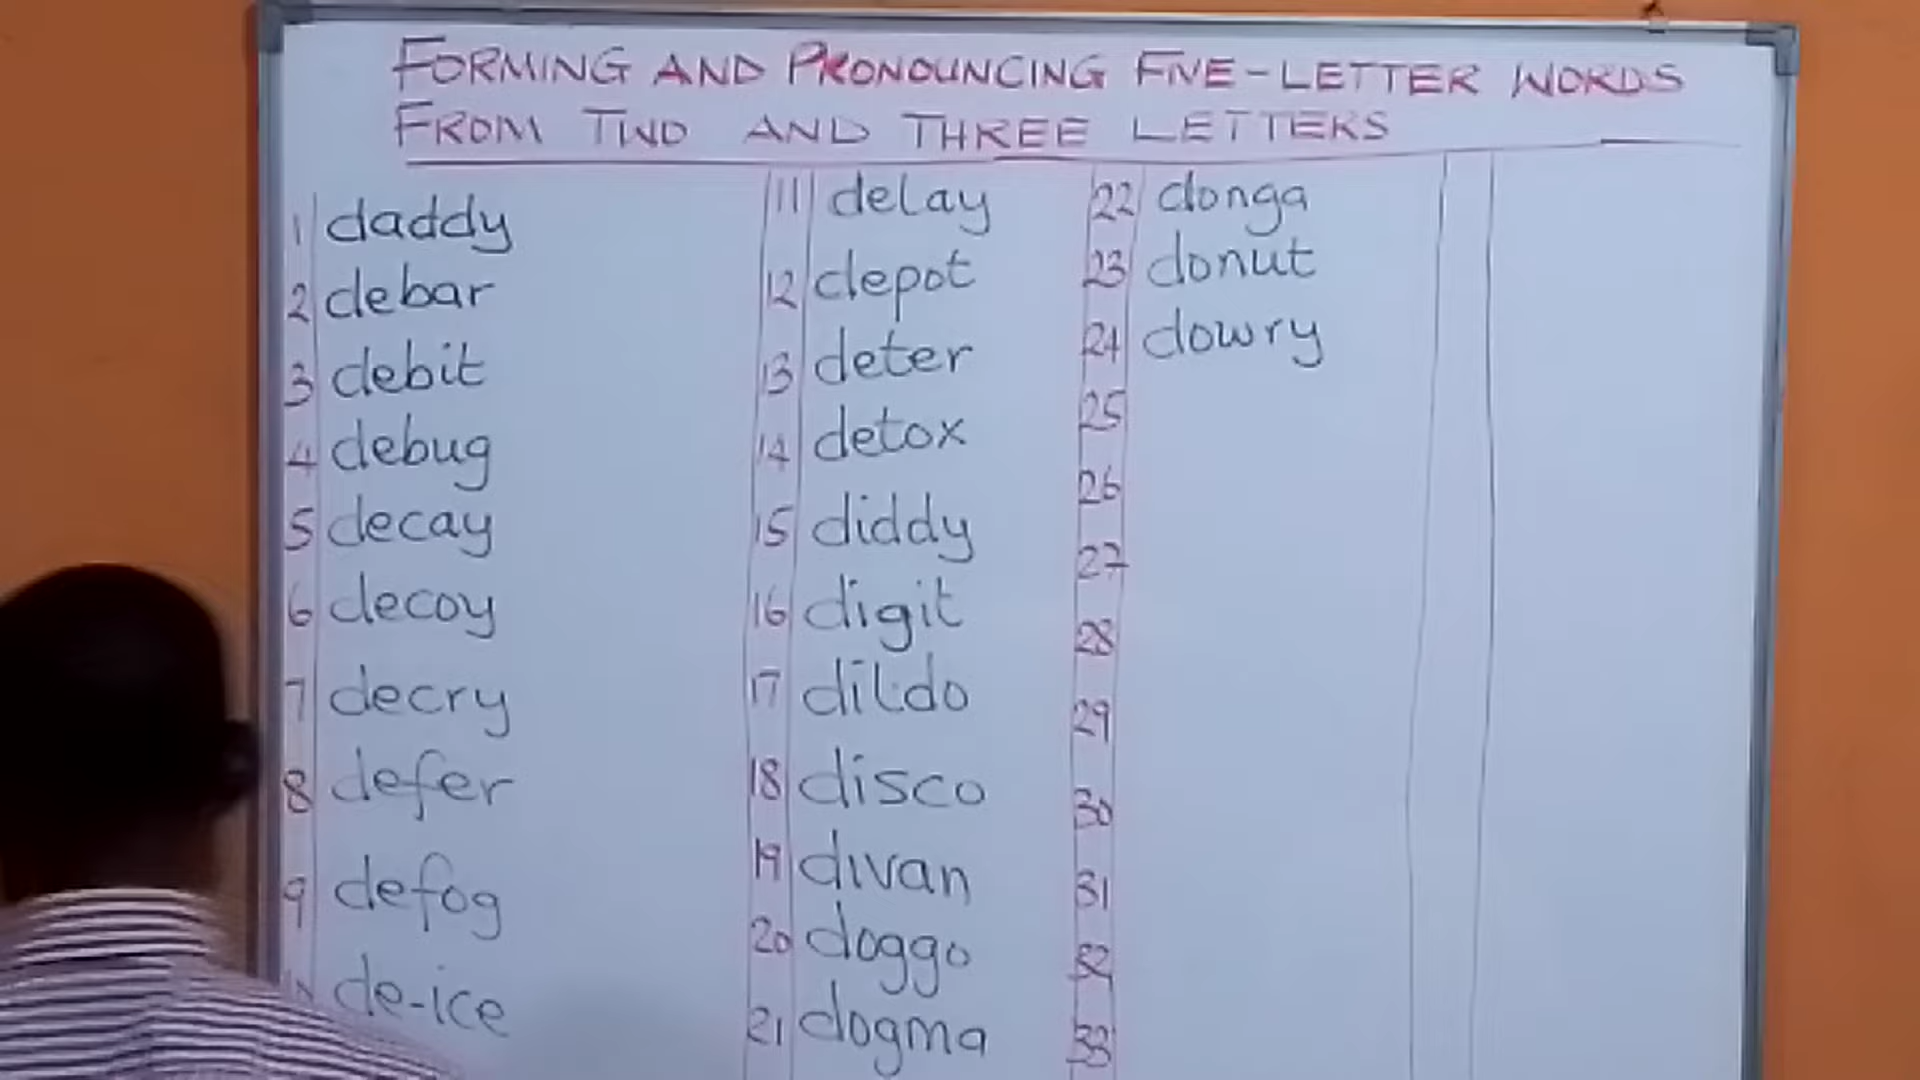 FORMING AND PRONOUNCING FIVE-LETTER WORDS
FROM TWO AND THREE LETTERS
1 daddy
2 debar
3 debit
4 debug
5 decay
6 decoy
7 decry
8 defer
9 defog
de-ice
11 delay
12 depot
13 deter
14 detox
15 diddy
16 digit
17 dildo
18 disco
19 divan
20 doggo
21 dogma
22 donga
23 donut
24 dowry
25
26
27
28
29
30
31
32
33